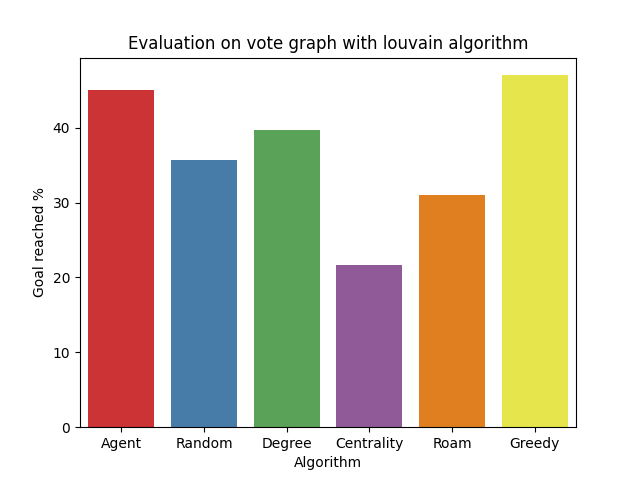 Evaluation on vote graph with louvain algorithm
Goal reached %
40
30
20
10
0
Agent Random Degree Centrality Roam Greedy
Algorithm